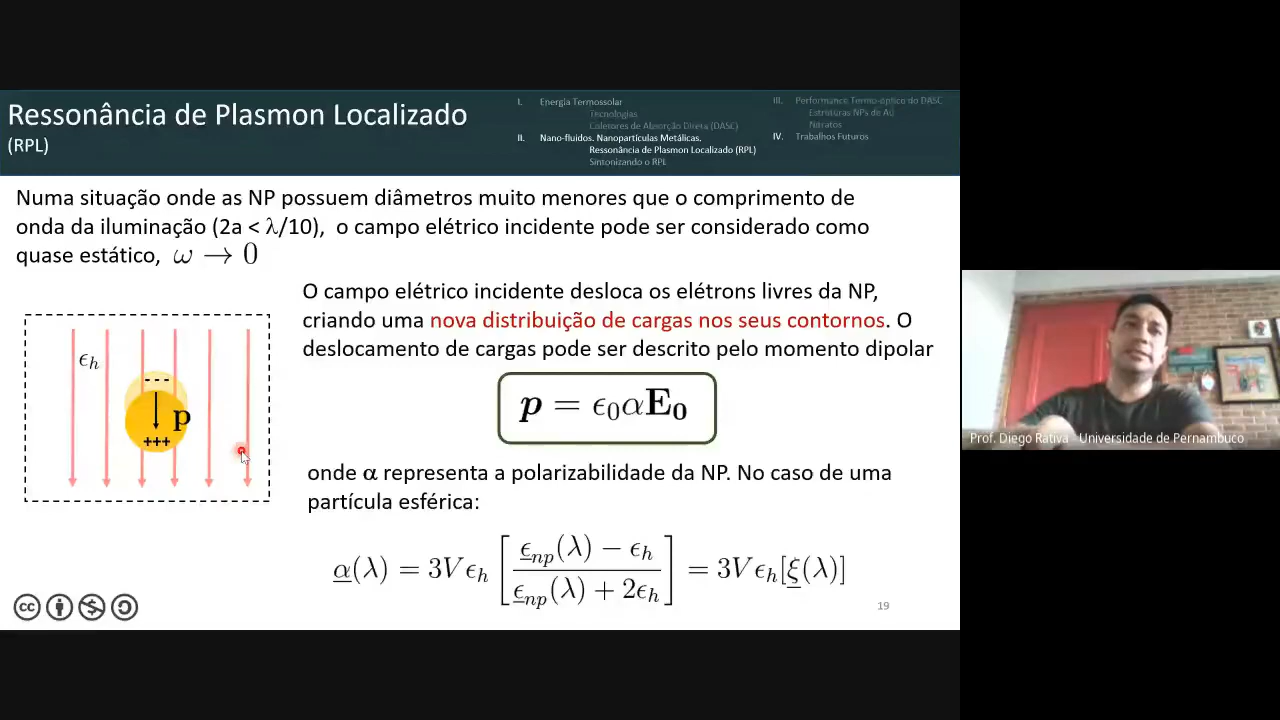 Ressonância de Plasmon Localizado
(RPL)
I. Energia Termossolar
Tecnologias
Coletores de Absorção Direta (DASC)
II. Nano-fluidos. Nanopartículas Metálicas.
Ressonância de Plasmon Localizado (RPL)
Sintonizando o RPL
III. Performance Termo-óptico do DASC
Estruturas NPs de Au
Nitratos
IV. Trabalhos Futuros
Numa situação onde as NP possuem diâmetros muito menores que o comprimento de
onda da iluminação (2a < λ/10), o campo elétrico incidente pode ser considerado como
quase estático, ω → 0
O campo elétrico incidente desloca os elétrons livres da NP,
criando uma nova distribuição de cargas nos seus contornos. O
deslocamento de cargas pode ser descrito pelo momento dipolar
ϵh
---
p
+++
p = ϵ0αE0
onde α representa a polarizabilidade da NP. No caso de uma
partícula esférica:
α(λ) = 3Vϵh [ϵnp(λ) − ϵh / ϵnp(λ) + 2ϵh] = 3Vϵh[ξ(λ)]
cc
19
Prof. Diego Rativa - Universidade de Pernambuco